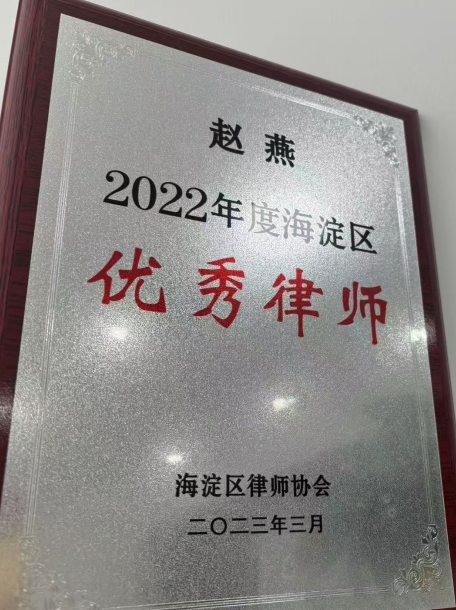 赵燕
2022年度海淀区
优秀律师
海淀区律师协会
二〇二三年三月